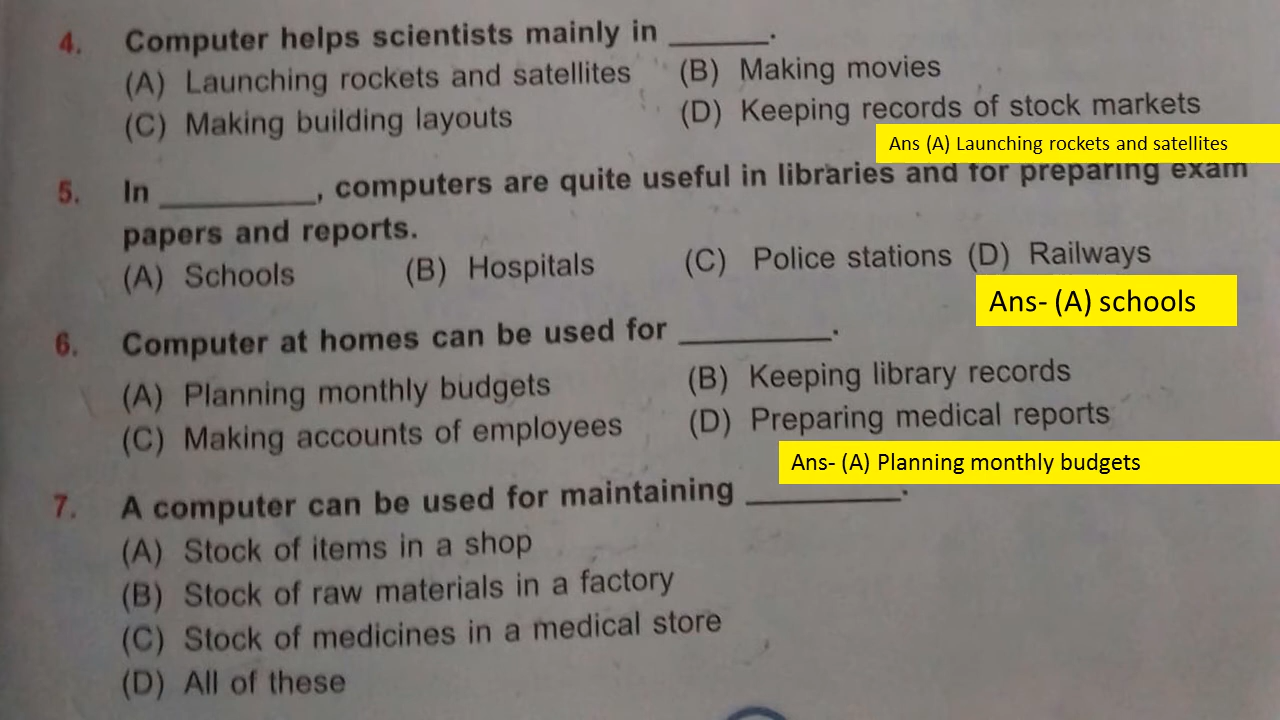 4. Computer helps scientists mainly in ______.
(A) Launching rockets and satellites (B) Making movies
(C) Making building layouts (D) Keeping records of stock markets
Ans (A) Launching rockets and satellites
5. In _________, computers are quite useful in libraries and for preparing exam
papers and reports.
(A) Schools (B) Hospitals (C) Police stations (D) Railways
Ans- (A) schools
6. Computer at homes can be used for _________.
(A) Planning monthly budgets (B) Keeping library records
(C) Making accounts of employees (D) Preparing medical reports
Ans- (A) Planning monthly budgets
7. A computer can be used for maintaining _________.
(A) Stock of items in a shop
(B) Stock of raw materials in a factory
(C) Stock of medicines in a medical store
(D) All of these